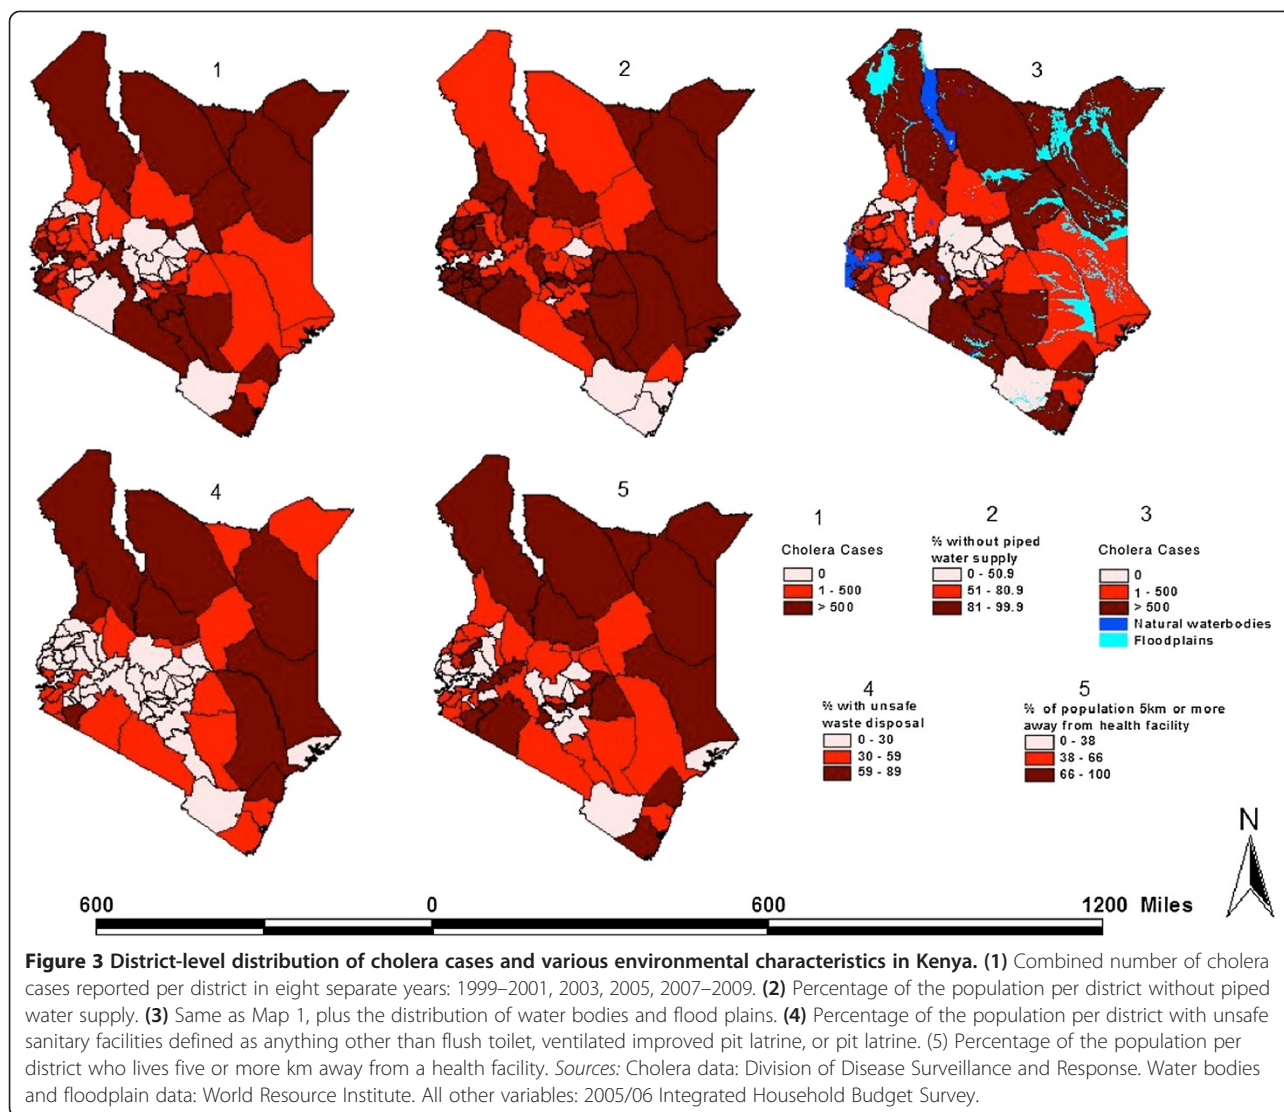 1
2
3
4
5
1
Cholera Cases
0
1 - 500
> 500
2
% without piped
water supply
0 - 50.9
51 - 80.9
81 - 99.9
3
Cholera Cases
0
1 - 500
> 500
Natural waterbodies
Floodplains
4
% with unsafe
waste disposal
0 - 30
30 - 59
59 - 89
5
% of population 5km or more
away from health facility
0 - 38
38 - 66
66 - 100
N
600 0 600 1200 Miles
Figure 3 District-level distribution of cholera cases and various environmental characteristics in Kenya. (1) Combined number of cholera
cases reported per district in eight separate years: 1999–2001, 2003, 2005, 2007–2009. (2) Percentage of the population per district without piped
water supply. (3) Same as Map 1, plus the distribution of water bodies and flood plains. (4) Percentage of the population per district with unsafe
sanitary facilities defined as anything other than flush toilet, ventilated improved pit latrine, or pit latrine. (5) Percentage of the population per
district who lives five or more km away from a health facility. Sources: Cholera data: Division of Disease Surveillance and Response. Water bodies
and floodplain data: World Resource Institute. All other variables: 2005/06 Integrated Household Budget Survey.